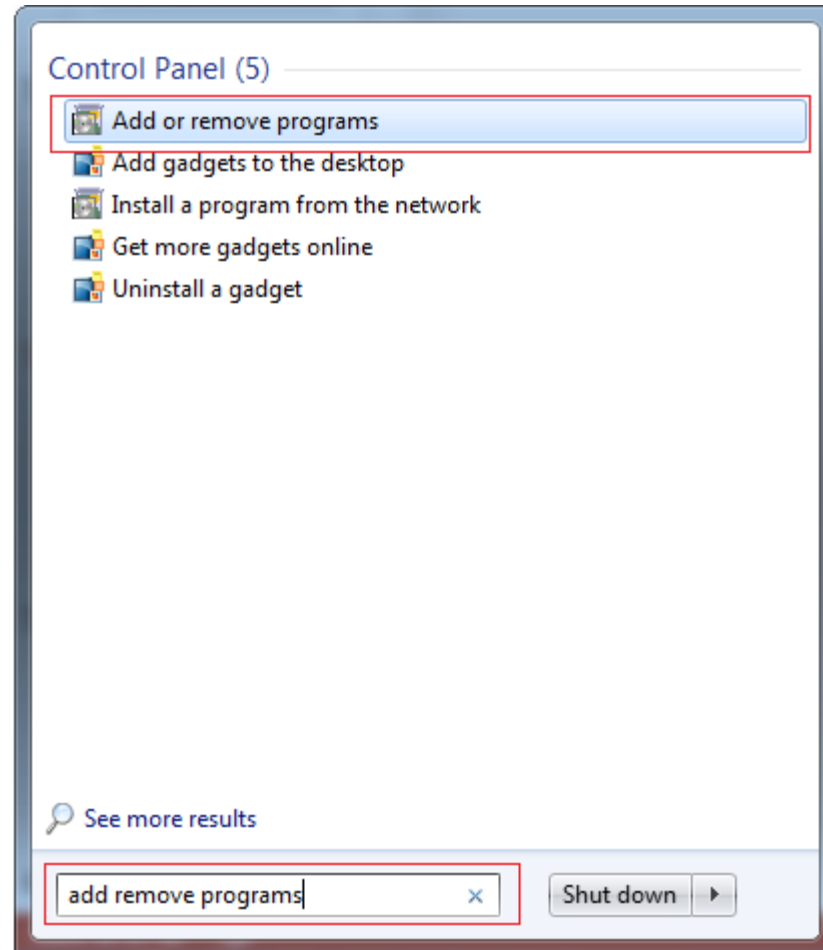 Control Panel (5)
Add or remove programs
Add gadgets to the desktop
Install a program from the network
Get more gadgets online
Uninstall a gadget
See more results
add remove programs
Shut down